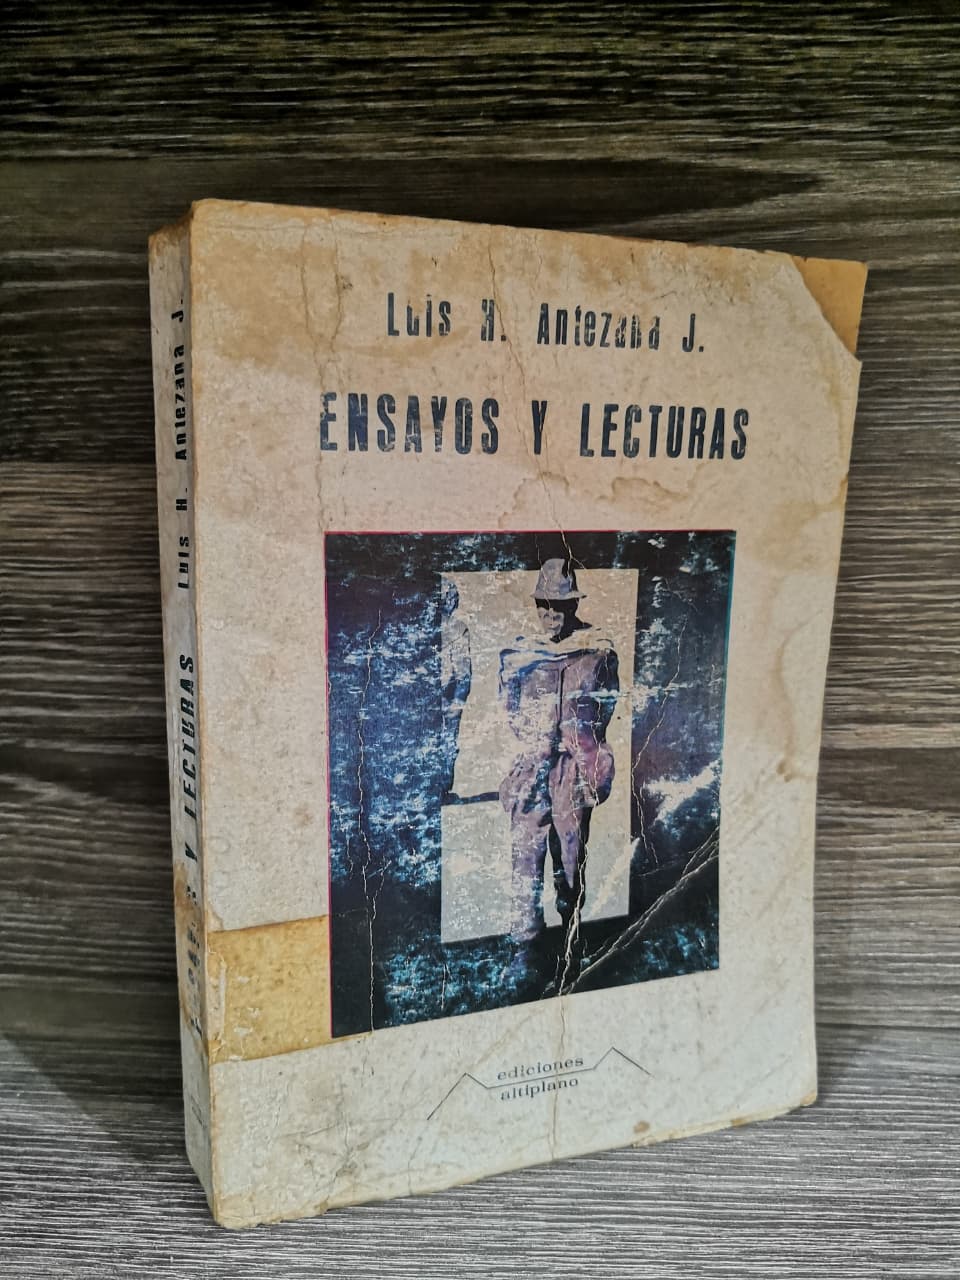 Luis H. Antezana J.
ENSAYOS Y LECTURAS
ediciones
altiplano
Y LECTURAS Luis H. Antezana J.